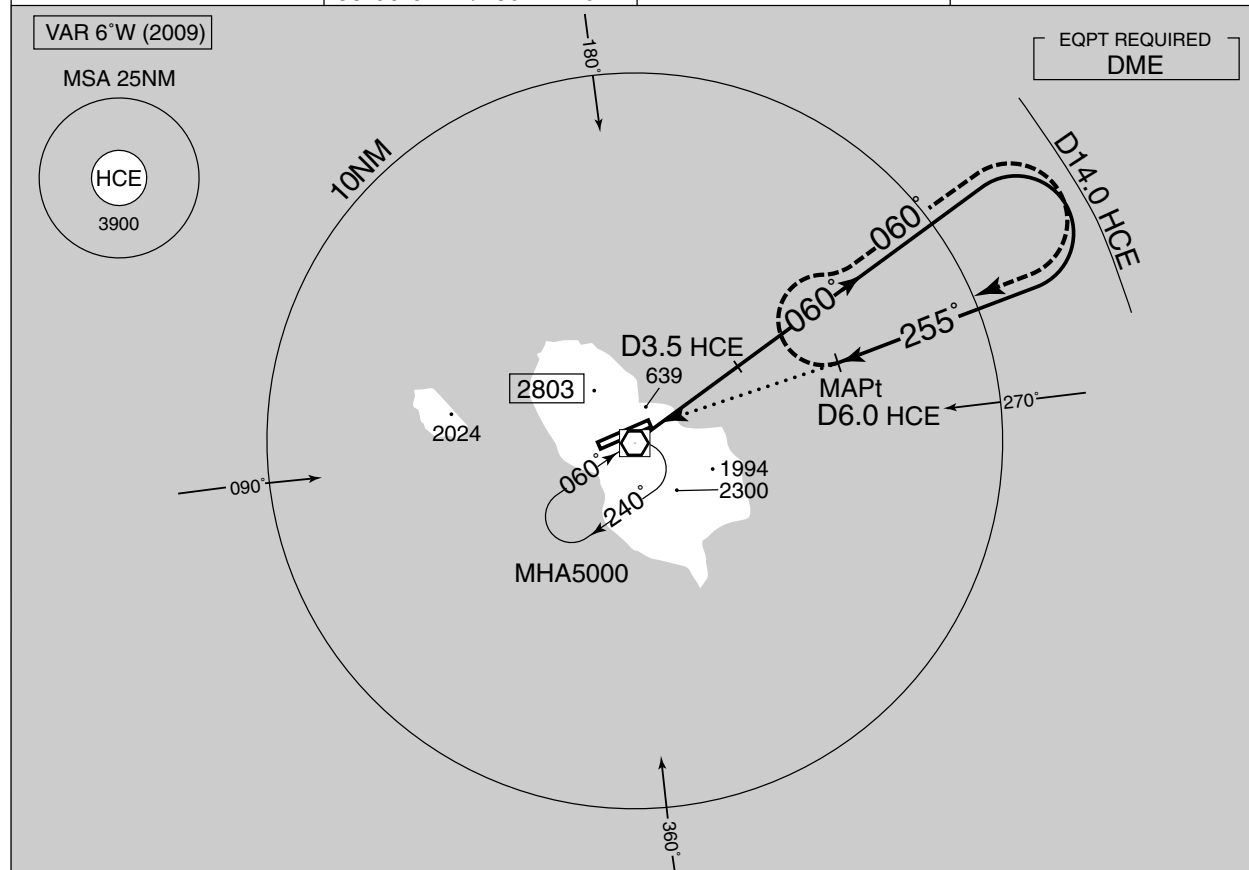 VAR 6°W (2009)
MSA 25NM
HCE
3900
EQPT REQUIRED
DME
180°
10NM
D14.0 HCE
060°
060°
255°
D3.5 HCE
639
MAPt
D6.0 HCE
270°
2803
2024
090°
060°
240°
1994
2300
MHA5000
360°